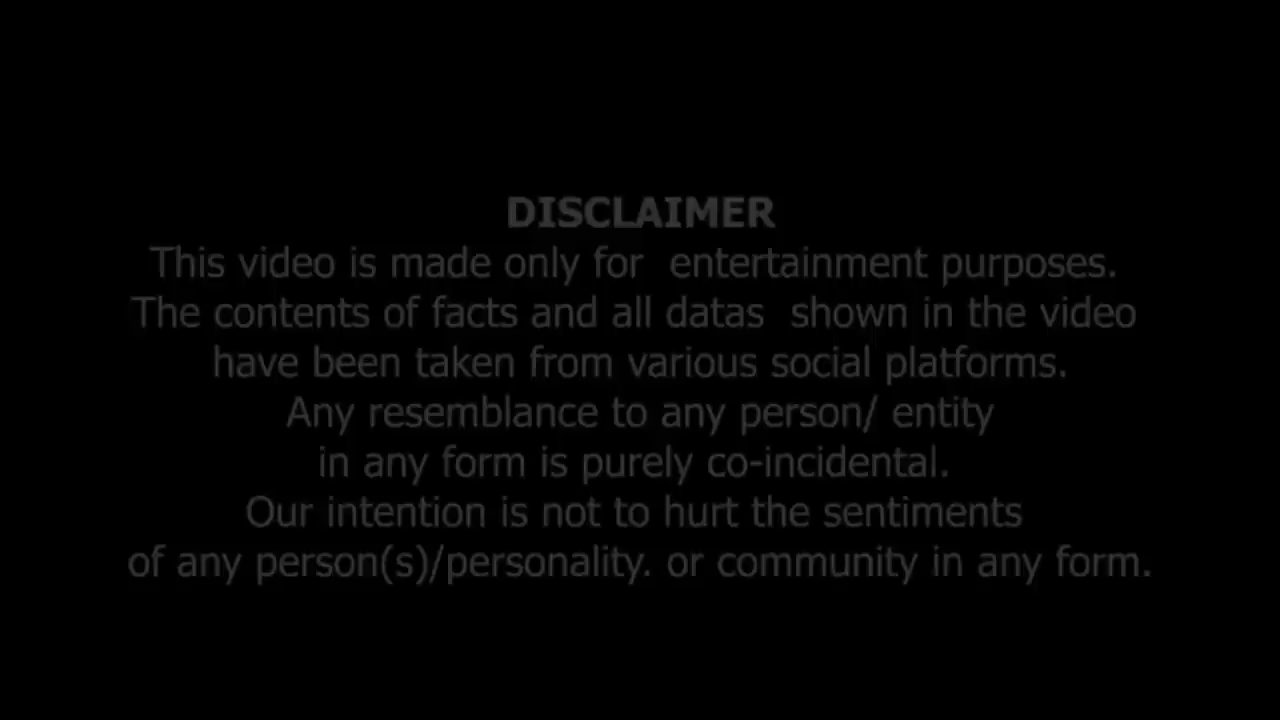 DISCLAIMER
This video is made only for  entertainment purposes.
The contents of facts and all datas  shown in the video
have been taken from various social platforms.
Any resemblance to any person/ entity
in any form is purely co-incidental.
Our intention is not to hurt the sentiments
of any person(s)/personality. or community in any form.